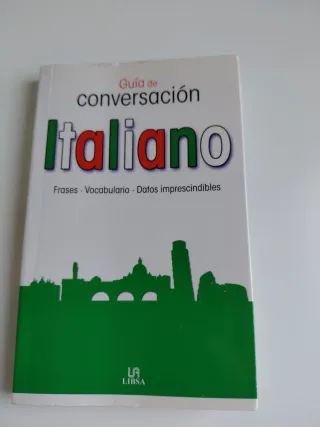 Guía de
conversación
Italiano
Frases · Vocabulario · Datos imprescindibles
LIBSA